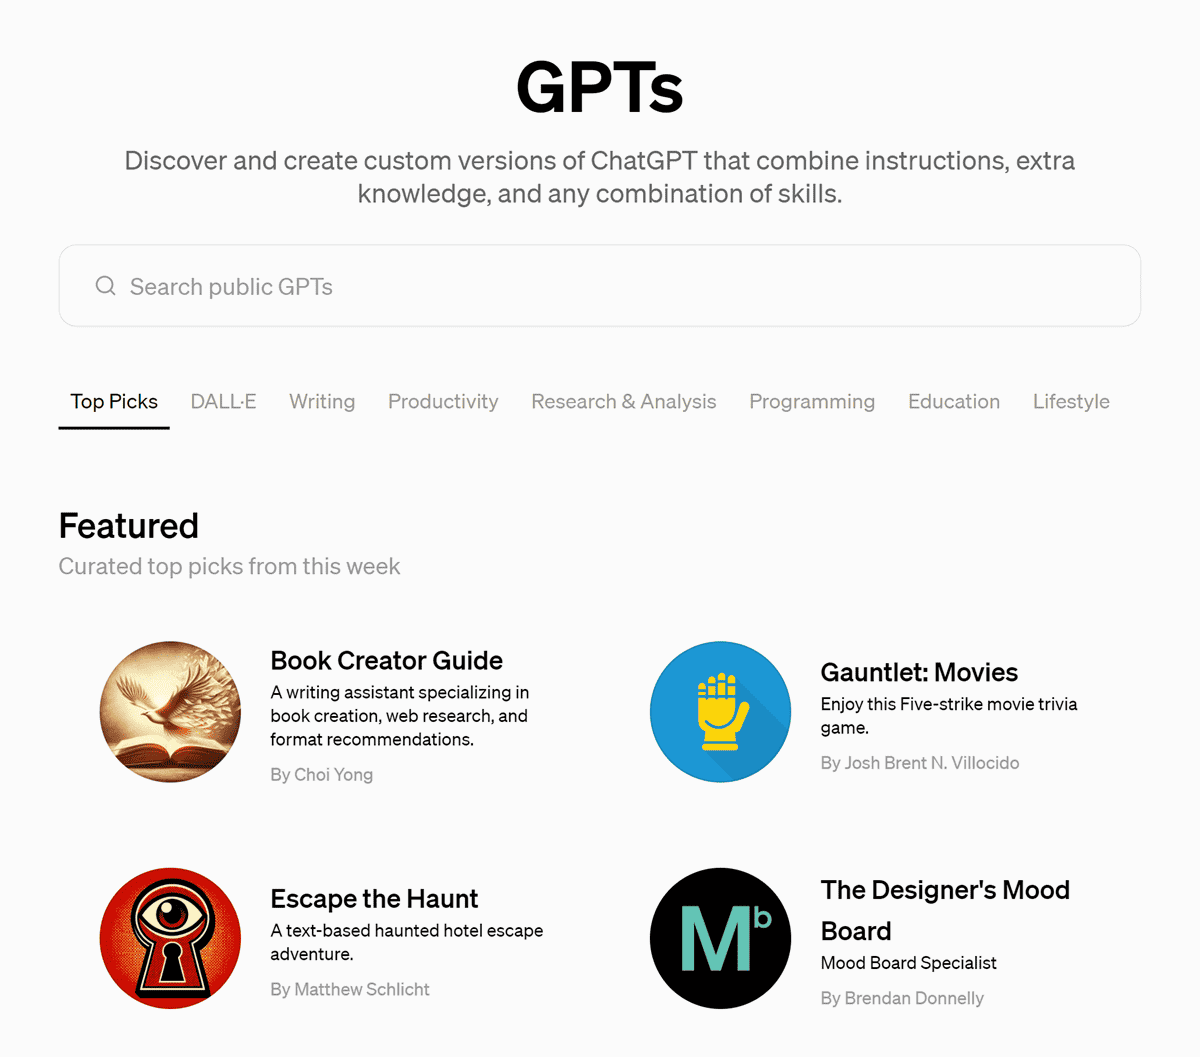 GPTs
Discover and create custom versions of ChatGPT that combine instructions, extra
knowledge, and any combination of skills.
Search public GPTs
Top Picks DALL·E Writing Productivity Research & Analysis Programming Education Lifestyle
Featured
Curated top picks from this week
Book Creator Guide
A writing assistant specializing in
book creation, web research, and
format recommendations.
By Choi Yong
Gauntlet: Movies
Enjoy this Five-strike movie trivia
game.
By Josh Brent N. Villocido
Escape the Haunt
A text-based haunted hotel escape
adventure.
By Matthew Schlicht
Mb
The Designer's Mood
Board
Mood Board Specialist
By Brendan Donnelly